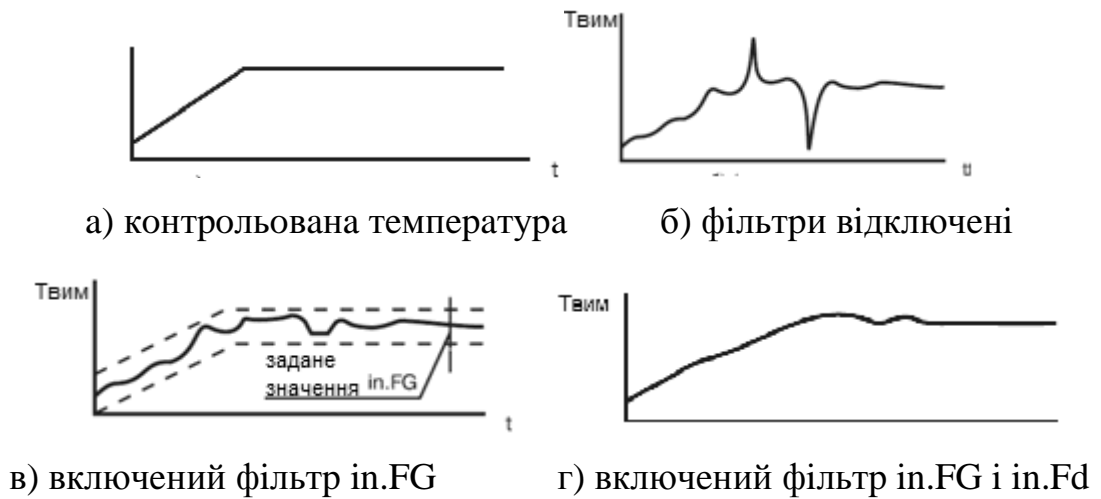 Твим
t
а) контрольована температура
б) фільтри відключені
Твим
задане
значення in.FG
t
Твим
в) включений фільтр in.FG
г) включений фільтр in.FG і in.Fd